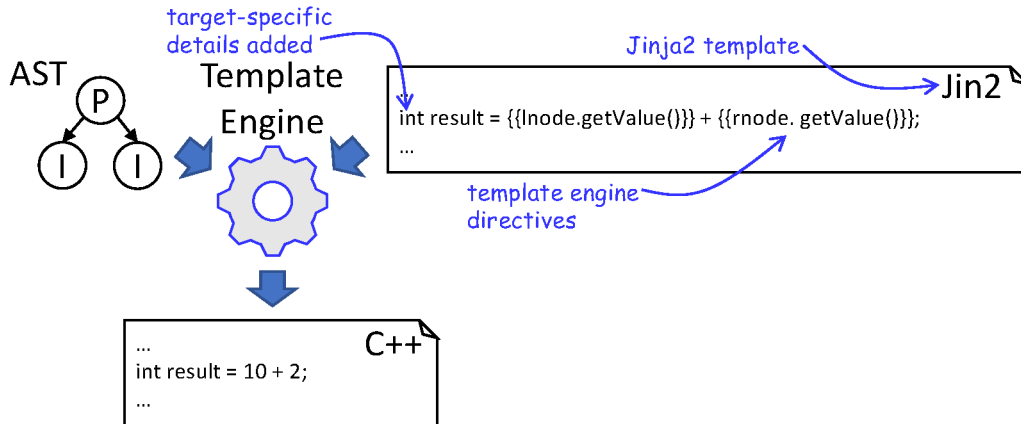 target-specific
details added
Jinja2 template
AST
Template
Engine
P
I
I
Jin2
...
int result = {{lnode.getValue()}} + {{rnode. getValue()}};
...
template engine
directives
C++
...
int result = 10 + 2;
...